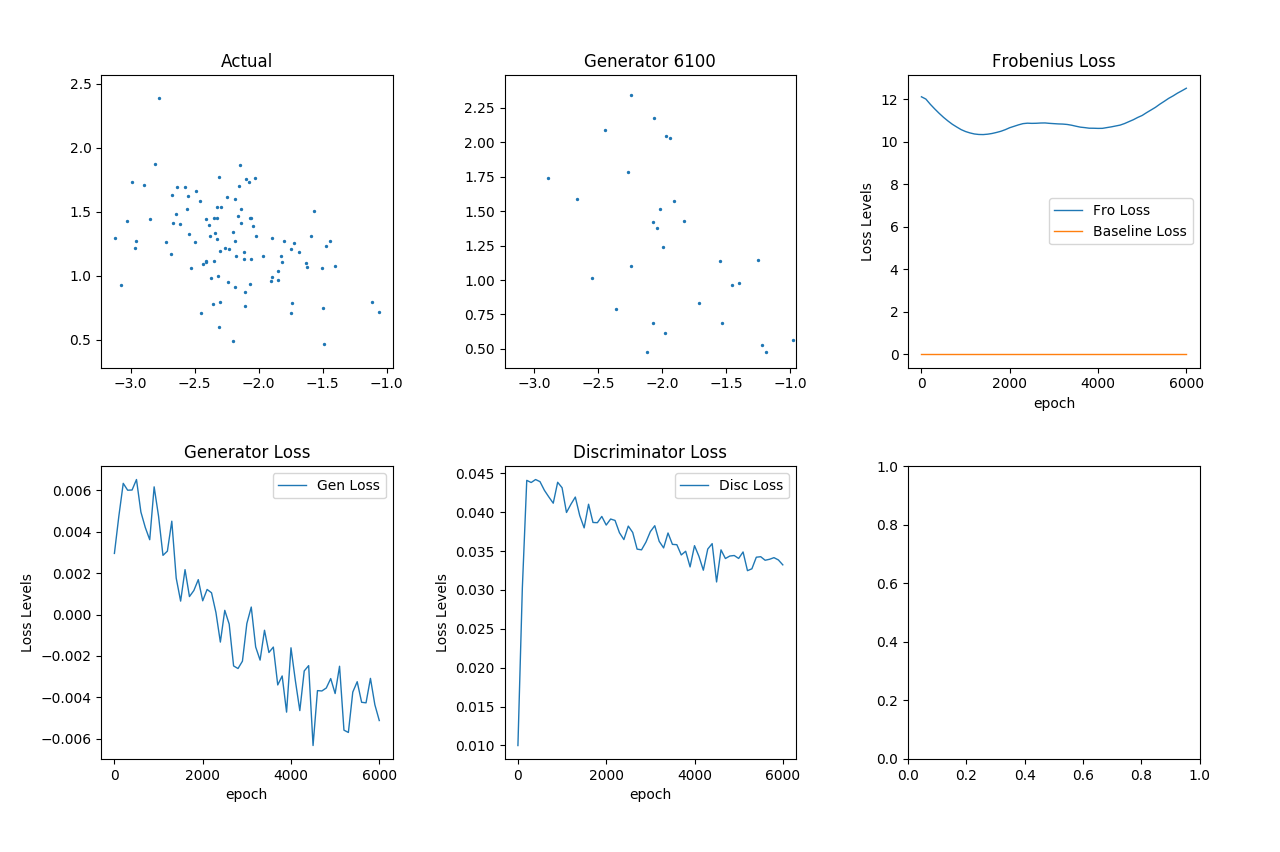 Actual
2.5
2.0
1.5
1.0
0.5
−3.0 −2.5 −2.0 −1.5 −1.0
Generator 6100
2.25
2.00
1.75
1.50
1.25
1.00
0.75
0.50
−3.0 −2.5 −2.0 −1.5 −1.0
Frobenius Loss
Loss Levels
12
10
8
6
4
2
0
Fro Loss
Baseline Loss
0 2000 4000 6000
epoch
Generator Loss
Loss Levels
0.006
0.004
0.002
0.000
−0.002
−0.004
−0.006
Gen Loss
0 2000 4000 6000
epoch
Discriminator Loss
Loss Levels
0.045
0.040
0.035
0.030
0.025
0.020
0.015
0.010
Disc Loss
0 2000 4000 6000
epoch
1.0
0.8
0.6
0.4
0.2
0.0
0.0 0.2 0.4 0.6 0.8 1.0